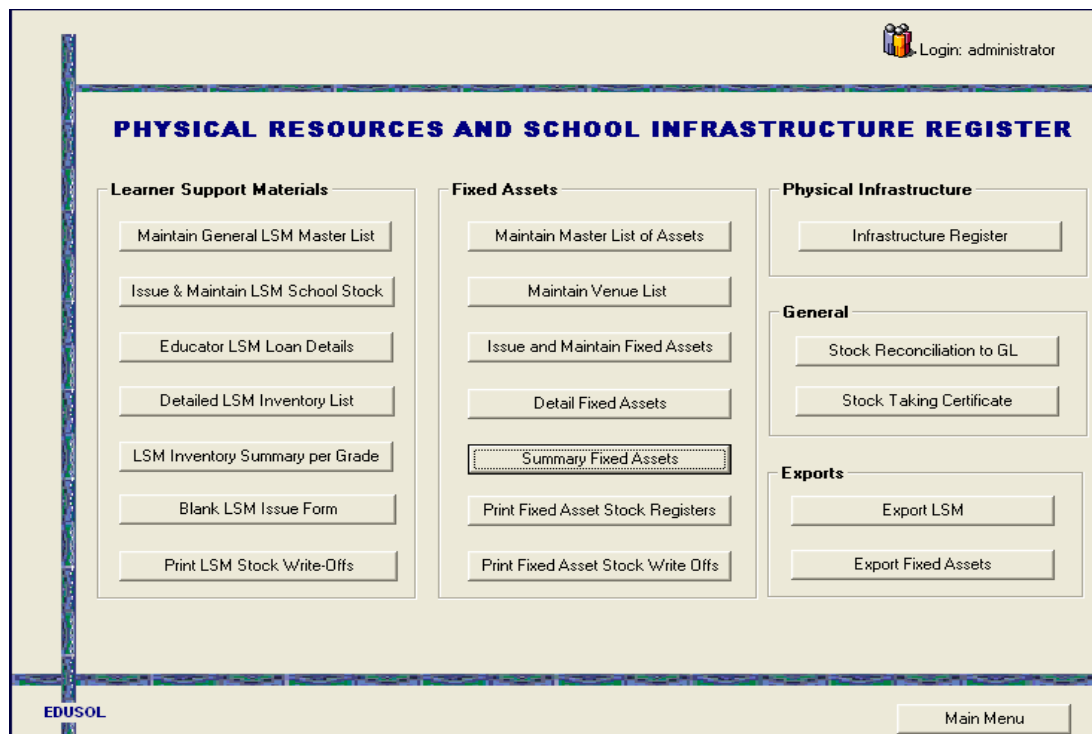 Login: administrator
PHYSICAL RESOURCES AND SCHOOL INFRASTRUCTURE REGISTER
Learner Support Materials
Maintain General LSM Master List
Issue & Maintain LSM School Stock
Educator LSM Loan Details
Detailed LSM Inventory List
LSM Inventory Summary per Grade
Blank LSM Issue Form
Print LSM Stock Write-Offs
Fixed Assets
Maintain Master List of Assets
Maintain Venue List
Issue and Maintain Fixed Assets
Detail Fixed Assets
Summary Fixed Assets
Print Fixed Asset Stock Registers
Print Fixed Asset Stock Write Offs
Physical Infrastructure
Infrastructure Register
General
Stock Reconciliation to GL
Stock Taking Certificate
Exports
Export LSM
Export Fixed Assets
EDUSOL
Main Menu